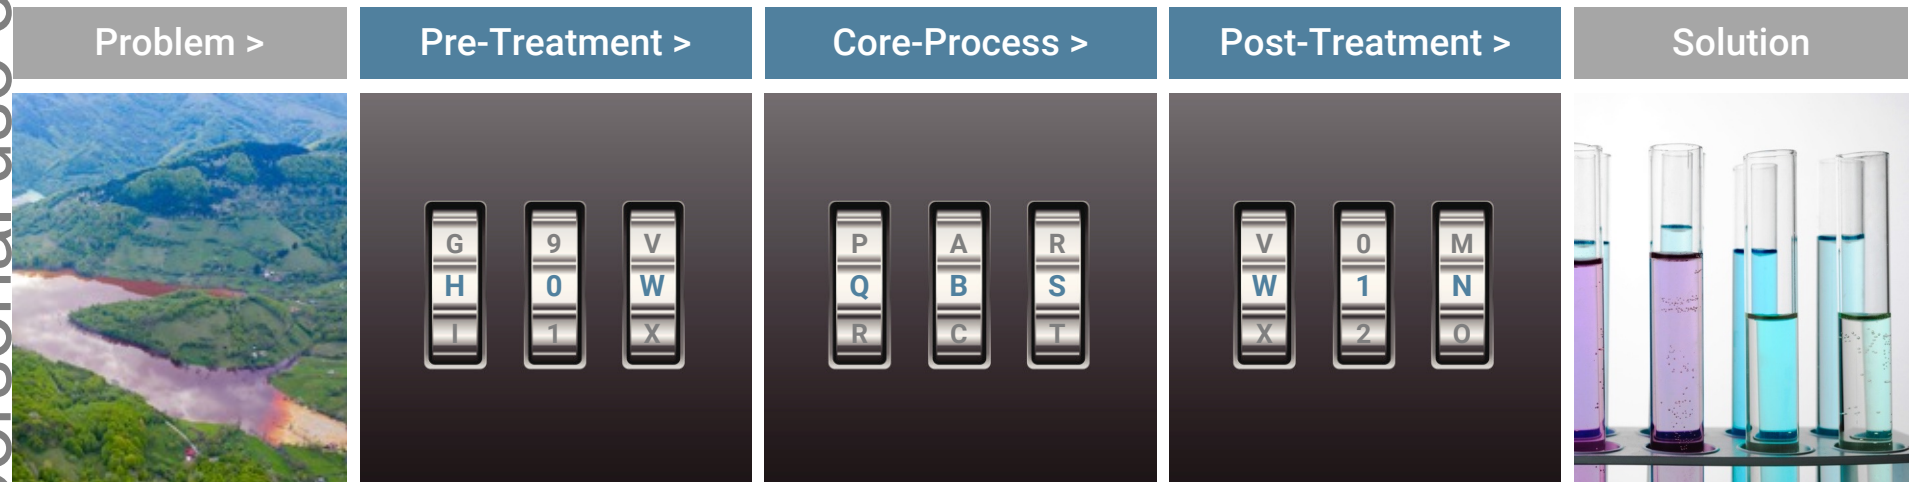 Problem >
Pre-Treatment >
Core-Process >
Post-Treatment >
Solution
G 9 V
H 0 W
I 1 X
P A R
Q B S
R C T
V 0 M
W 1 N
X 2 O